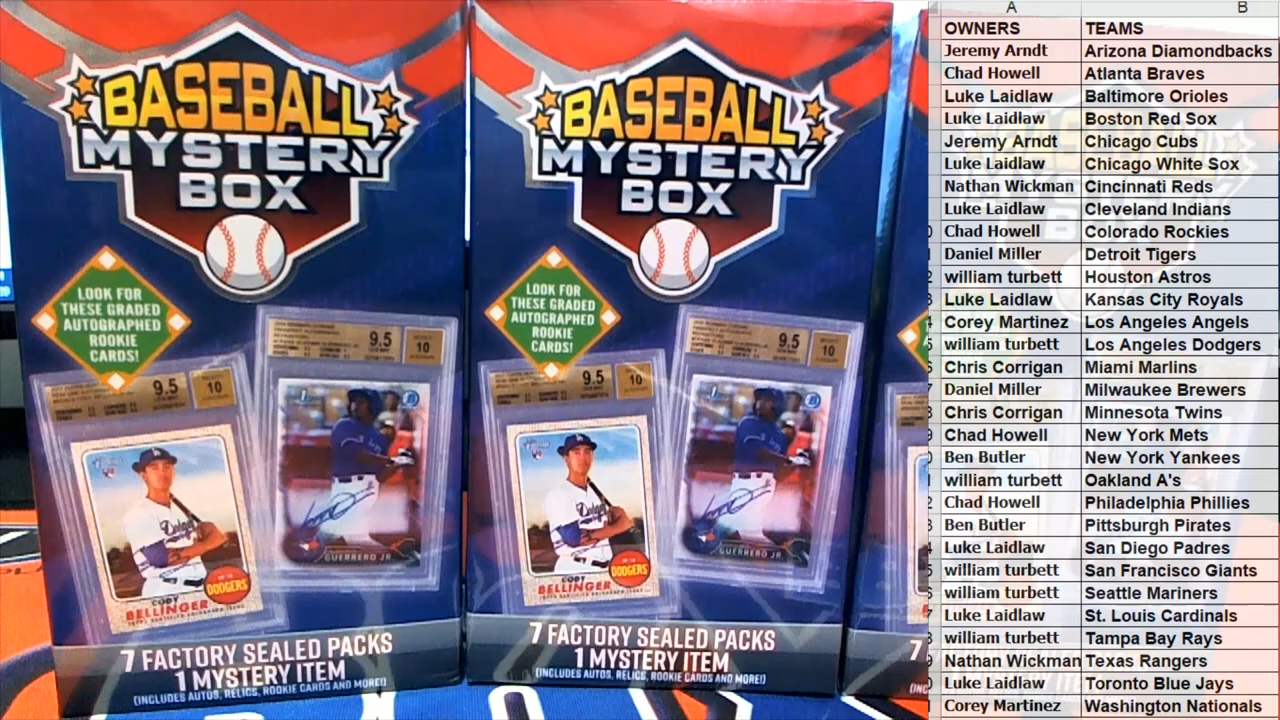 BASEBALL
MYSTERY
BOX
LOOK FOR
THESE GRADED
AUTOGRAPHED
ROOKIE
CARDS!
9.5
10
9.5
10
GUERRERO JR.
Dodgers
CODY
BELLINGER
DODGERS
7 FACTORY SEALED PACKS
1 MYSTERY ITEM
(INCLUDES AUTOS, RELICS, ROOKIE CARDS AND MORE!)
BASEBALL
MYSTERY
BOX
LOOK FOR
THESE GRADED
AUTOGRAPHED
ROOKIE
CARDS!
9.5
10
9.5
10
GUERRERO JR.
Dodgers
CODY
BELLINGER
DODGERS
7 FACTORY SEALED PACKS
1 MYSTERY ITEM
(INCLUDES AUTOS, RELICS, ROOKIE CARDS AND MORE!)
7
A B
OWNERS TEAMS
Jeremy Arndt Arizona Diamondbacks
Chad Howell Atlanta Braves
Luke Laidlaw Baltimore Orioles
Luke Laidlaw Boston Red Sox
Jeremy Arndt Chicago Cubs
Luke Laidlaw Chicago White Sox
Nathan Wickman Cincinnati Reds
Luke Laidlaw Cleveland Indians
Chad Howell Colorado Rockies
Daniel Miller Detroit Tigers
william turbett Houston Astros
Luke Laidlaw Kansas City Royals
Corey Martinez Los Angeles Angels
william turbett Los Angeles Dodgers
Chris Corrigan Miami Marlins
Daniel Miller Milwaukee Brewers
Chris Corrigan Minnesota Twins
Chad Howell New York Mets
Ben Butler New York Yankees
william turbett Oakland A's
Chad Howell Philadelphia Phillies
Ben Butler Pittsburgh Pirates
Luke Laidlaw San Diego Padres
william turbett San Francisco Giants
william turbett Seattle Mariners
Luke Laidlaw St. Louis Cardinals
william turbett Tampa Bay Rays
Nathan Wickman Texas Rangers
Luke Laidlaw Toronto Blue Jays
Corey Martinez Washington Nationals